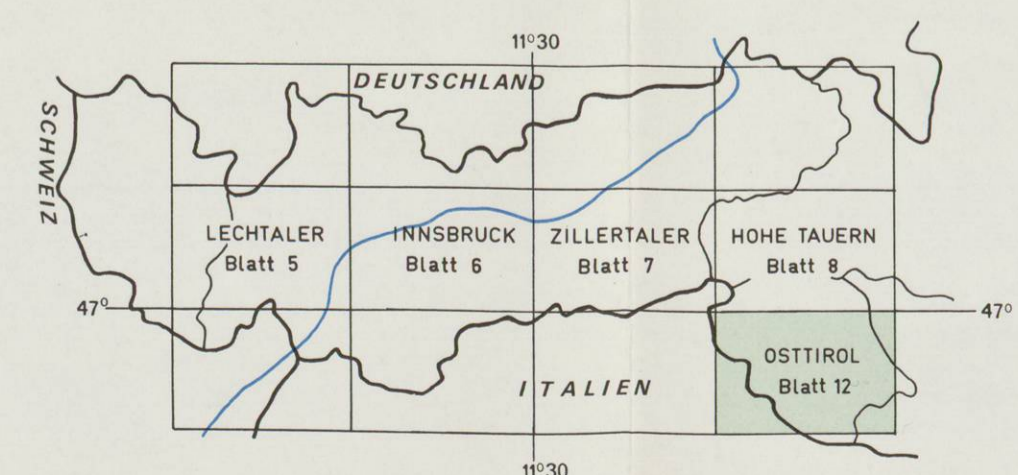 11°30
DEUTSCHLAND
SCHWEIZ
LECHTALER
Blatt 5
INNSBRUCK
Blatt 6
ZILLERTALER
Blatt 7
HOHE TAUERN
Blatt 8
47°
47°
OSTTIROL
Blatt 12
ITALIEN
11°30